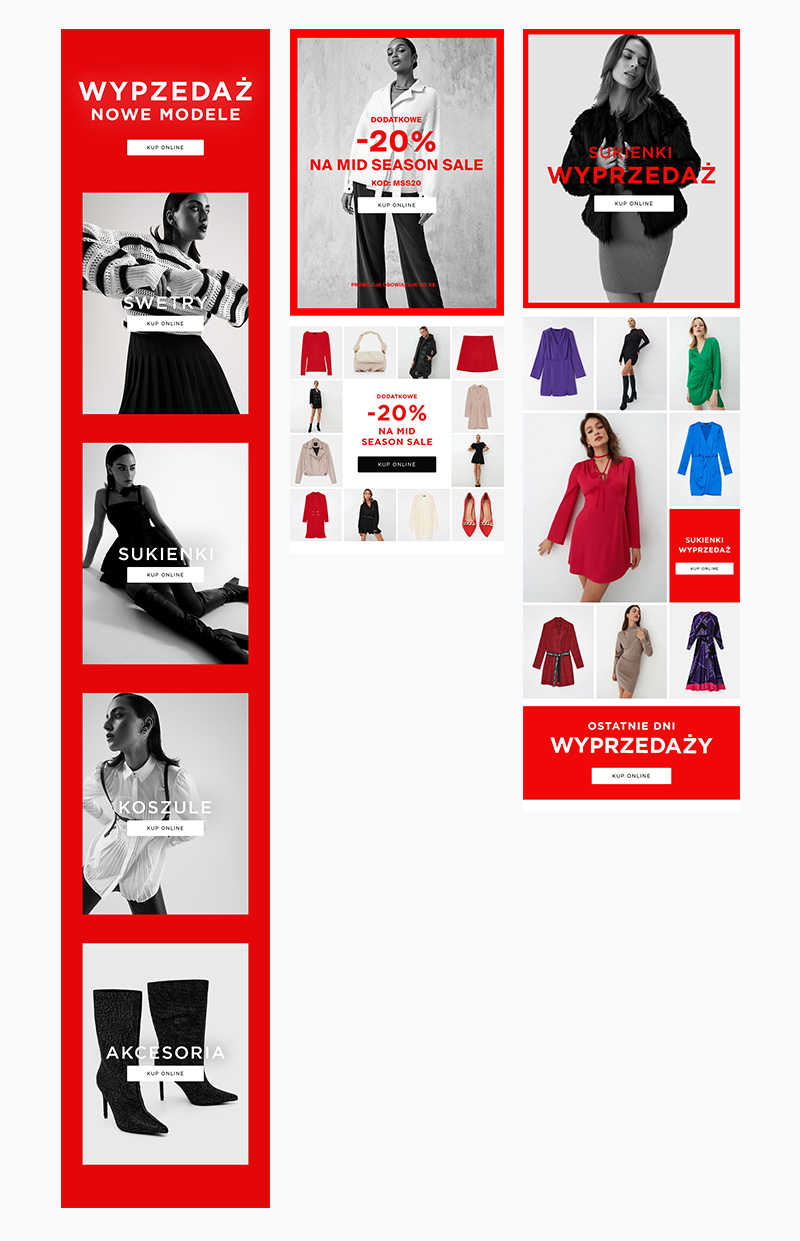 WYPZEDAŻ
NOWE MODELE
KUP ONLINE
SWETRY
KUP ONLINE
SUKIENKI
KUP ONLINE
KOSZULE
KUP ONLINE
AKCESORIA
KUP ONLINE
DODATKOWE
-20%
NA MID SEASON SALE
KOD: MSS20
KUP ONLINE
PROMOCJA OBOWIĄZUJE DO
DODATKOWE
-20%
NA MID
SEASON SALE
KUP ONLINE
SUKIENKI
WYPRZEDAŻ
KUP ONLINE
SUKIENKI
WYPRZEDAŻ
KUP ONLINE
OSTATNIE DNI
WYPRZEDAŻY
KUP ONLINE